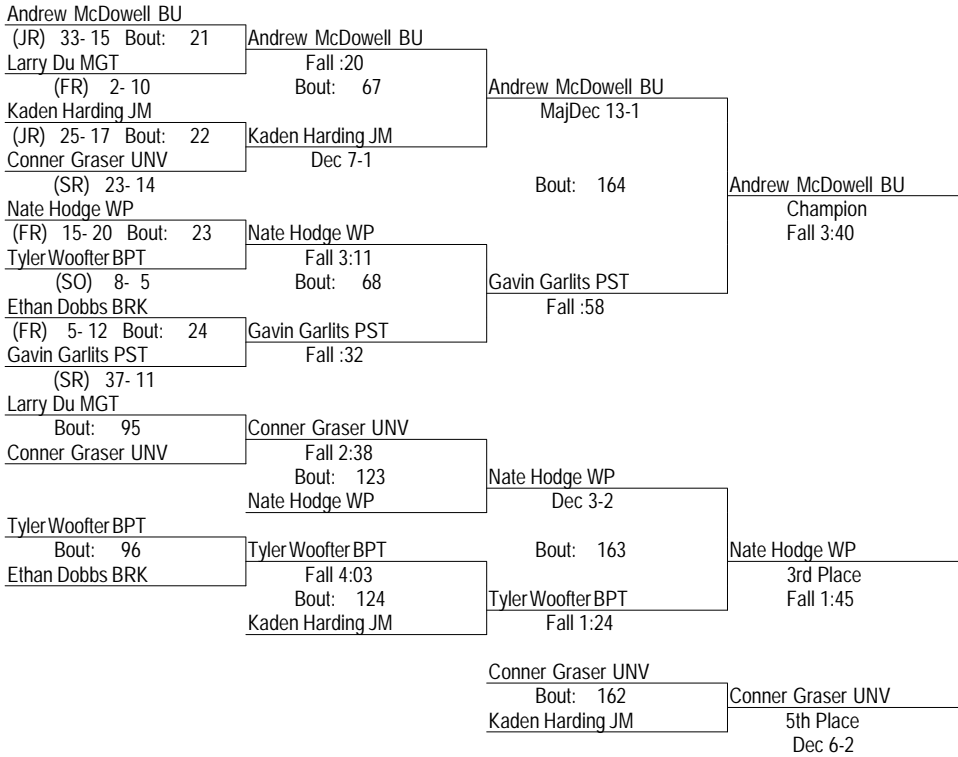 Andrew McDowell BU
(JR) 33- 15 Bout: 21 Andrew McDowell BU
Larry Du MGT Fall :20
(FR) 2- 10 Bout: 67 Andrew McDowell BU
Kaden Harding JM MajDec 13-1
(JR) 25- 17 Bout: 22 Kaden Harding JM
Conner Graser UNV Dec 7-1
(SR) 23- 14 Bout: 164 Andrew McDowell BU
Nate Hodge WP Champion
(FR) 15- 20 Bout: 23 Nate Hodge WP Fall 3:40
Tyler Woofter BPT Fall 3:11
(SO) 8- 5 Bout: 68 Gavin Garlits PST
Ethan Dobbs BRK Fall :58
(FR) 5- 12 Bout: 24 Gavin Garlits PST
Gavin Garlits PST Fall :32
(SR) 37- 11
Larry Du MGT
Bout: 95 Conner Graser UNV
Conner Graser UNV Fall 2:38
Bout: 123 Nate Hodge WP
Nate Hodge WP Dec 3-2
Tyler Woofter BPT
Bout: 96 Tyler Woofter BPT Bout: 163 Nate Hodge WP
Ethan Dobbs BRK Fall 4:03 3rd Place
Bout: 124 Tyler Woofter BPT Fall 1:45
Kaden Harding JM Fall 1:24
Conner Graser UNV
Bout: 162 Conner Graser UNV
Kaden Harding JM 5th Place
Dec 6-2